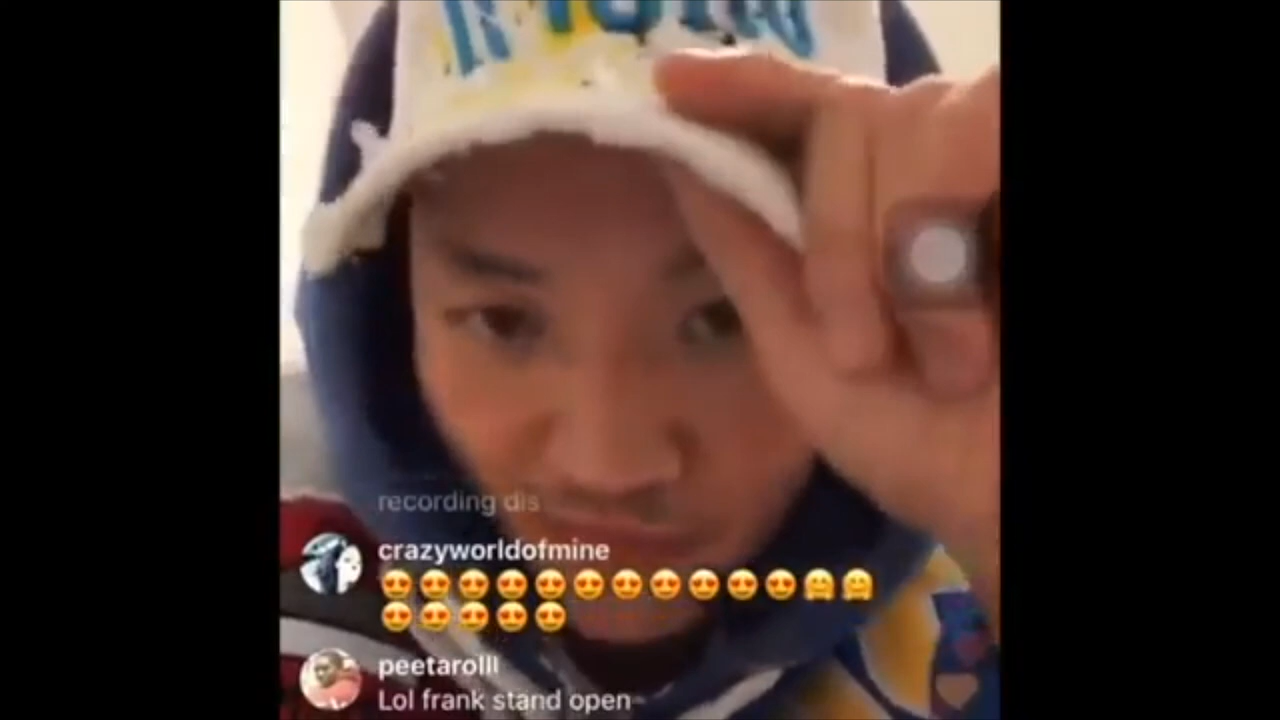 recording dis
crazyworldofmine
😍😍😍😍😍😍😍😍😍😍😍🤗🤗
😍😍😍😍😍
peetarolll
Lol frank stand open